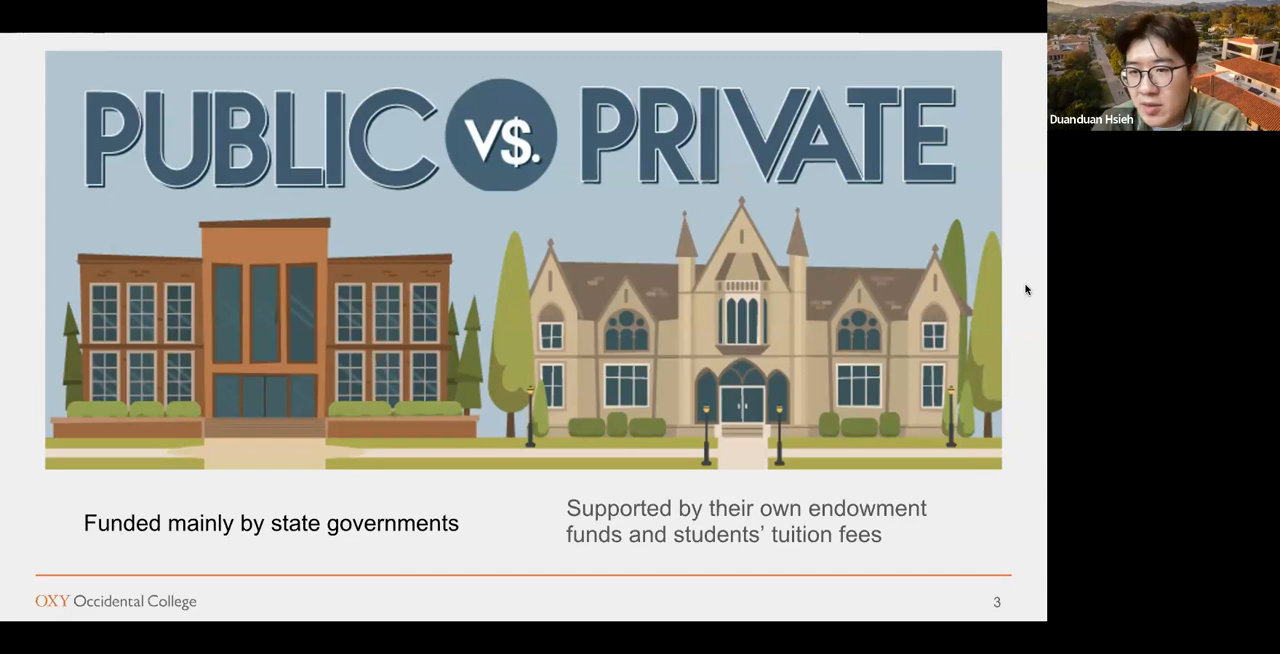 PUBLIC V$. PRIVATE
Funded mainly by state governments
Supported by their own endowment
funds and students’ tuition fees
OXY Occidental College
3
Duanduan Hsieh